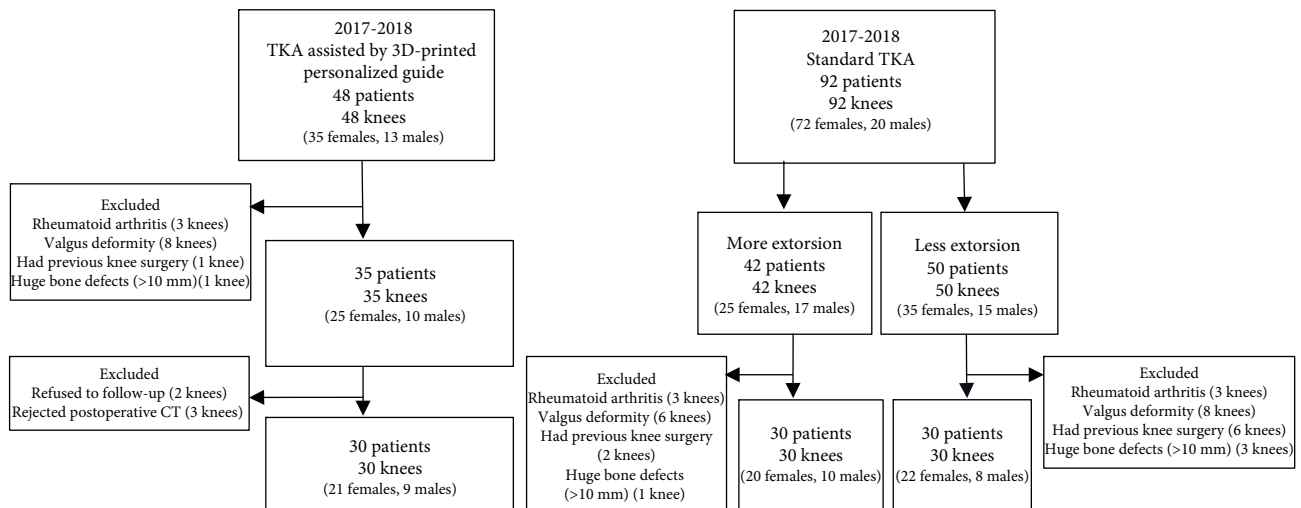 2017-2018
TKA assisted by 3D-printed
personalized guide
48 patients
48 knees
(35 females, 13 males)
Excluded
Rheumatoid arthritis (3 knees)
Valgus deformity (8 knees)
Had previous knee surgery (1 knee)
Huge bone defects (>10 mm)(1 knee)
35 patients
35 knees
(25 females, 10 males)
Excluded
Refused to follow-up (2 knees)
Rejected postoperative CT (3 knees)
30 patients
30 knees
(21 females, 9 males)
2017-2018
Standard TKA
92 patients
92 knees
(72 females, 20 males)
More extorsion
42 patients
42 knees
(25 females, 17 males)
Less extorsion
50 patients
50 knees
(35 females, 15 males)
Excluded
Rheumatoid arthritis (3 knees)
Valgus deformity (6 knees)
Had previous knee surgery
(2 knees)
Huge bone defects
(>10 mm) (1 knee)
30 patients
30 knees
(20 females, 10 males)
30 patients
30 knees
(22 females, 8 males)
Excluded
Rheumatoid arthritis (3 knees)
Valgus deformity (8 knees)
Had previous knee surgery (6 knees)
Huge bone defects (>10 mm) (3 knees)